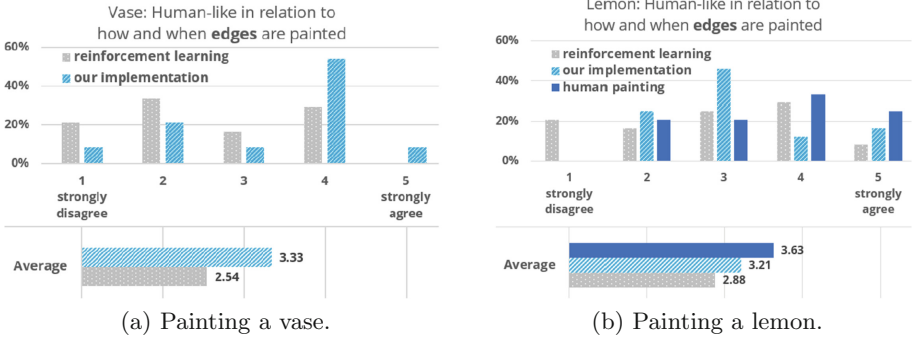 Vase: Human-like in relation to
how and when edges are painted
60%
reinforcement learning
our implementation
40%
20%
0%
1
strongly
disagree
2
3
4
5
strongly
agree
Average
3.33
2.54
(a) Painting a vase.
Lemon: Human-like in relation to
how and when edges are painted
60%
reinforcement learning
our implementation
human painting
40%
20%
0%
1
strongly
disagree
2
3
4
5
strongly
agree
Average
3.63
3.21
2.88
(b) Painting a lemon.